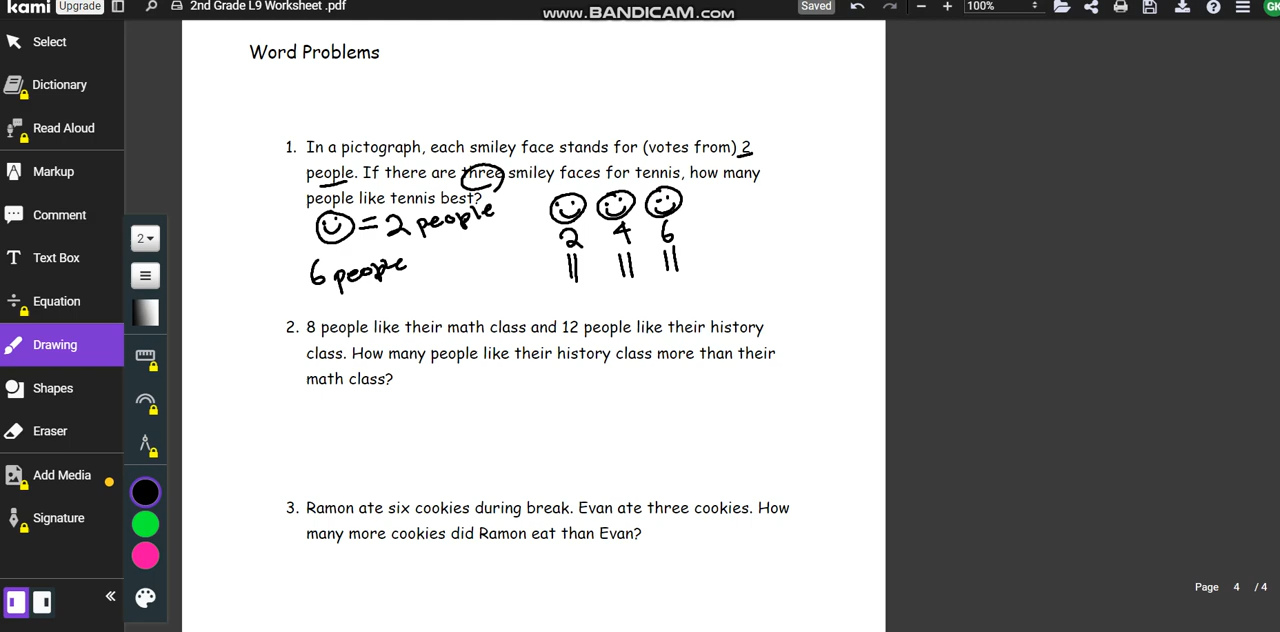 kami Upgrade 2nd Grade L9 Worksheet .pdf www.BANDICAM.com Saved 100% GK
Select
Dictionary
Read Aloud
Markup
Comment
Text Box
Equation
Drawing
Shapes
Eraser
Add Media
Signature
2
Word Problems
1. In a pictograph, each smiley face stands for (votes from) 2
people. If there are three smiley faces for tennis, how many
people like tennis best?
= 2 people
2 4 6
6 people
2. 8 people like their math class and 12 people like their history
class. How many people like their history class more than their
math class?
3. Ramon ate six cookies during break. Evan ate three cookies. How
many more cookies did Ramon eat than Evan?
Page 4 / 4